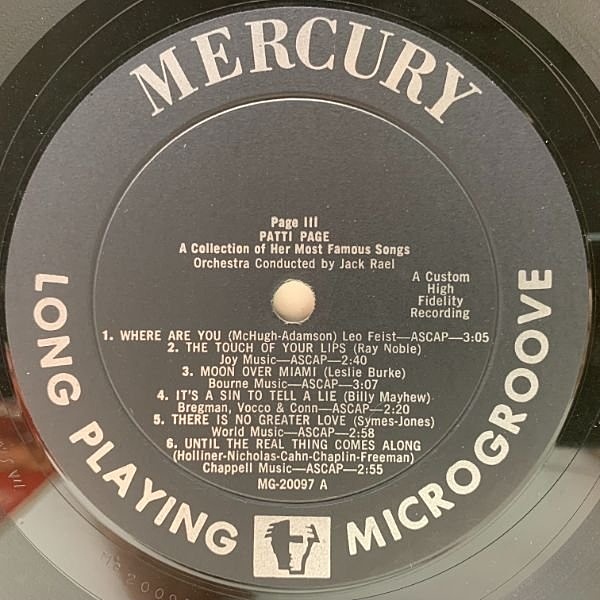 MERCURY
Page III
PATTI PAGE
A Collection of Her Most Famous Songs
Orchestra Conducted by Jack Rael
A Custom
High
Fidelity
Recording
1. WHERE ARE YOU (McHugh-Adamson) Leo Feist—ASCAP—3:05
2. THE TOUCH OF YOUR LIPS (Ray Noble)
Joy Music—ASCAP—2:40
3. MOON OVER MIAMI (Leslie Burke)
Bourne Music—ASCAP—3:07
4. IT'S A SIN TO TELL A LIE (Billy Mayhew)
Bregman, Vocco & Conn—ASCAP—2:20
5. THERE IS NO GREATER LOVE (Symes-Jones)
World Music—ASCAP—2:58
6. UNTIL THE REAL THING COMES ALONG
(Holliner-Nicholas-Cahn-Chaplin-Freeman)
Chappell Music—ASCAP—2:55
MG-20097 A
LONG PLAYING MICROGROOVE